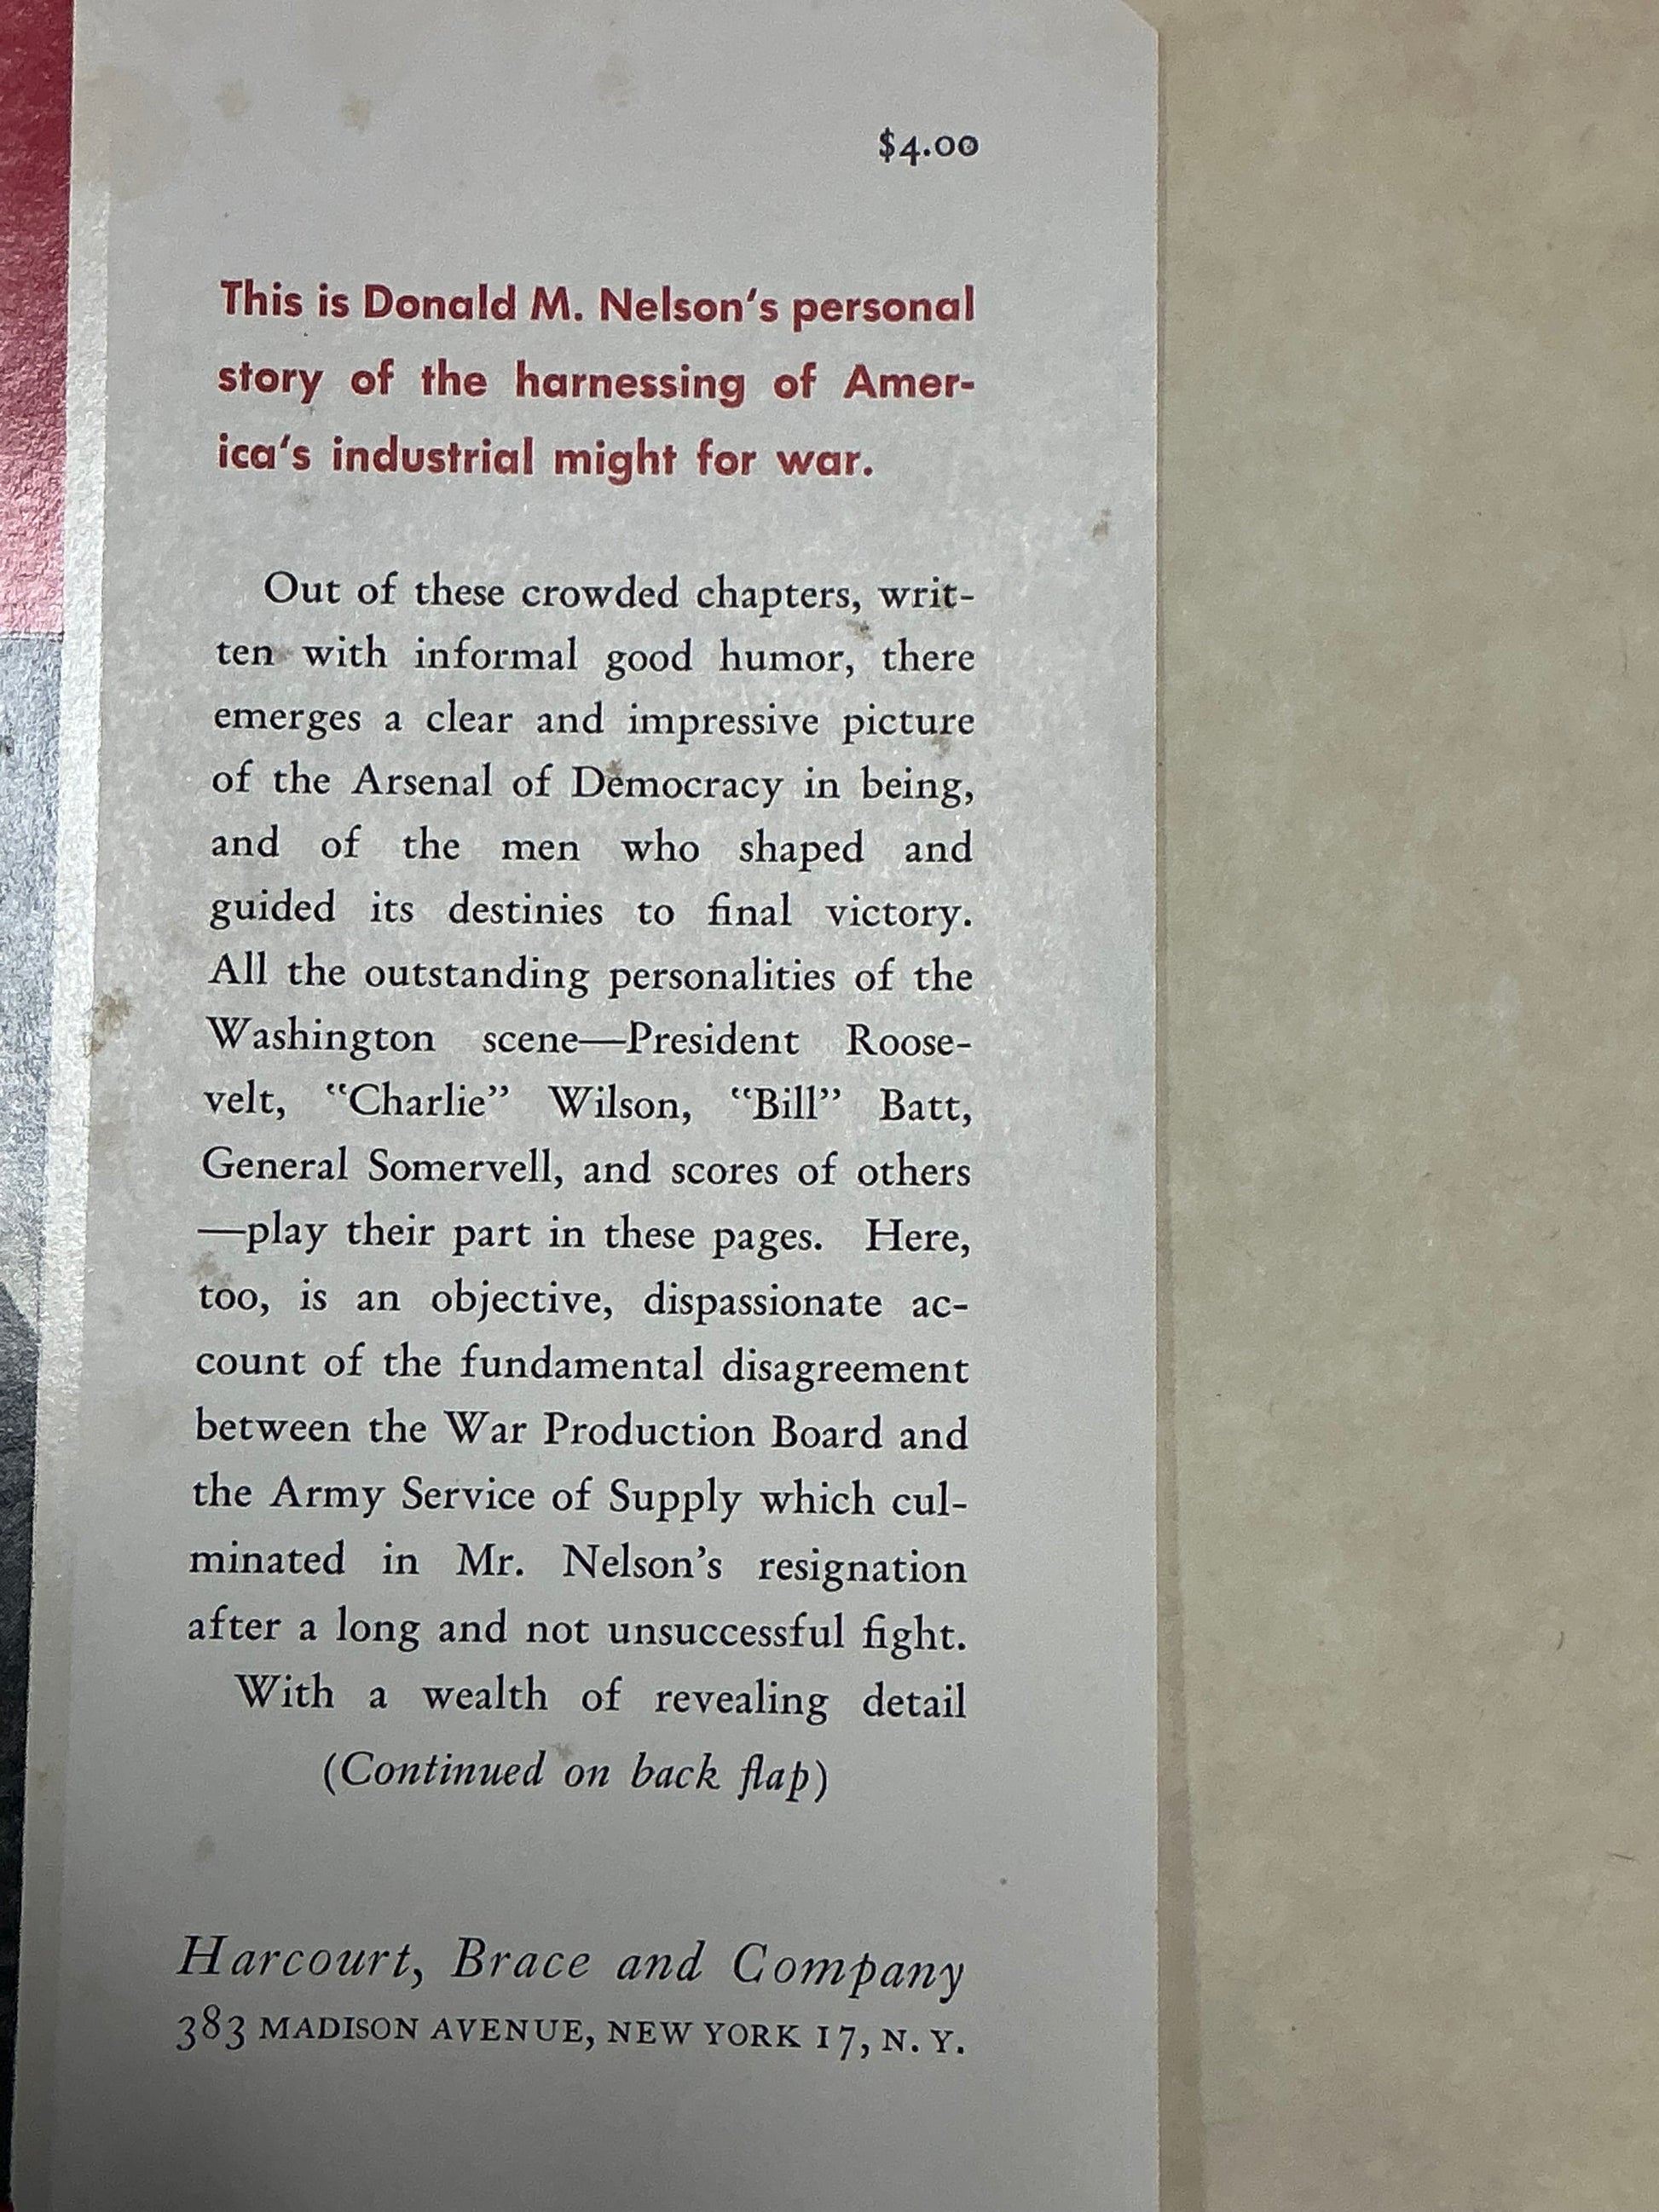 $4.00
This is Donald M. Nelson's personal
story of the harnessing of Amer-
ica's industrial might for war.
Out of these crowded chapters, writ-
ten with informal good humor, there
emerges a clear and impressive picture
of the Arsenal of Democracy in being,
and of the men who shaped and
guided its destinies to final victory.
All the outstanding personalities of the
Washington scene—President Roose-
velt, “Charlie” Wilson, “Bill” Batt,
General Somervell, and scores of others
—play their part in these pages. Here,
too, is an objective, dispassionate ac-
count of the fundamental disagreement
between the War Production Board and
the Army Service of Supply which cul-
minated in Mr. Nelson’s resignation
after a long and not unsuccessful fight.
With a wealth of revealing detail
(Continued on back flap)
Harcourt, Brace and Company
383 MADISON AVENUE, NEW YORK 17, N. Y.